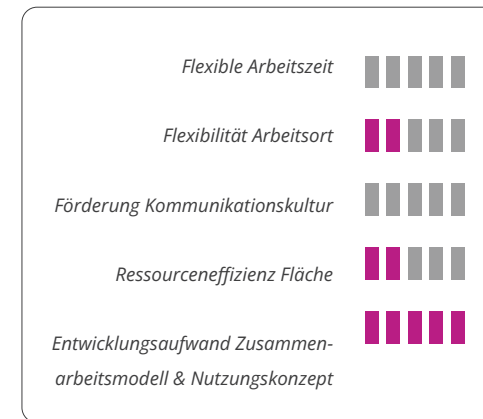 Flexible Arbeitszeit
Flexibilität Arbeitsort
Förderung Kommunikationskultur
Ressourceneffizienz Fläche
Entwicklungsaufwand Zusammen-
arbeitsmodell & Nutzungskonzept